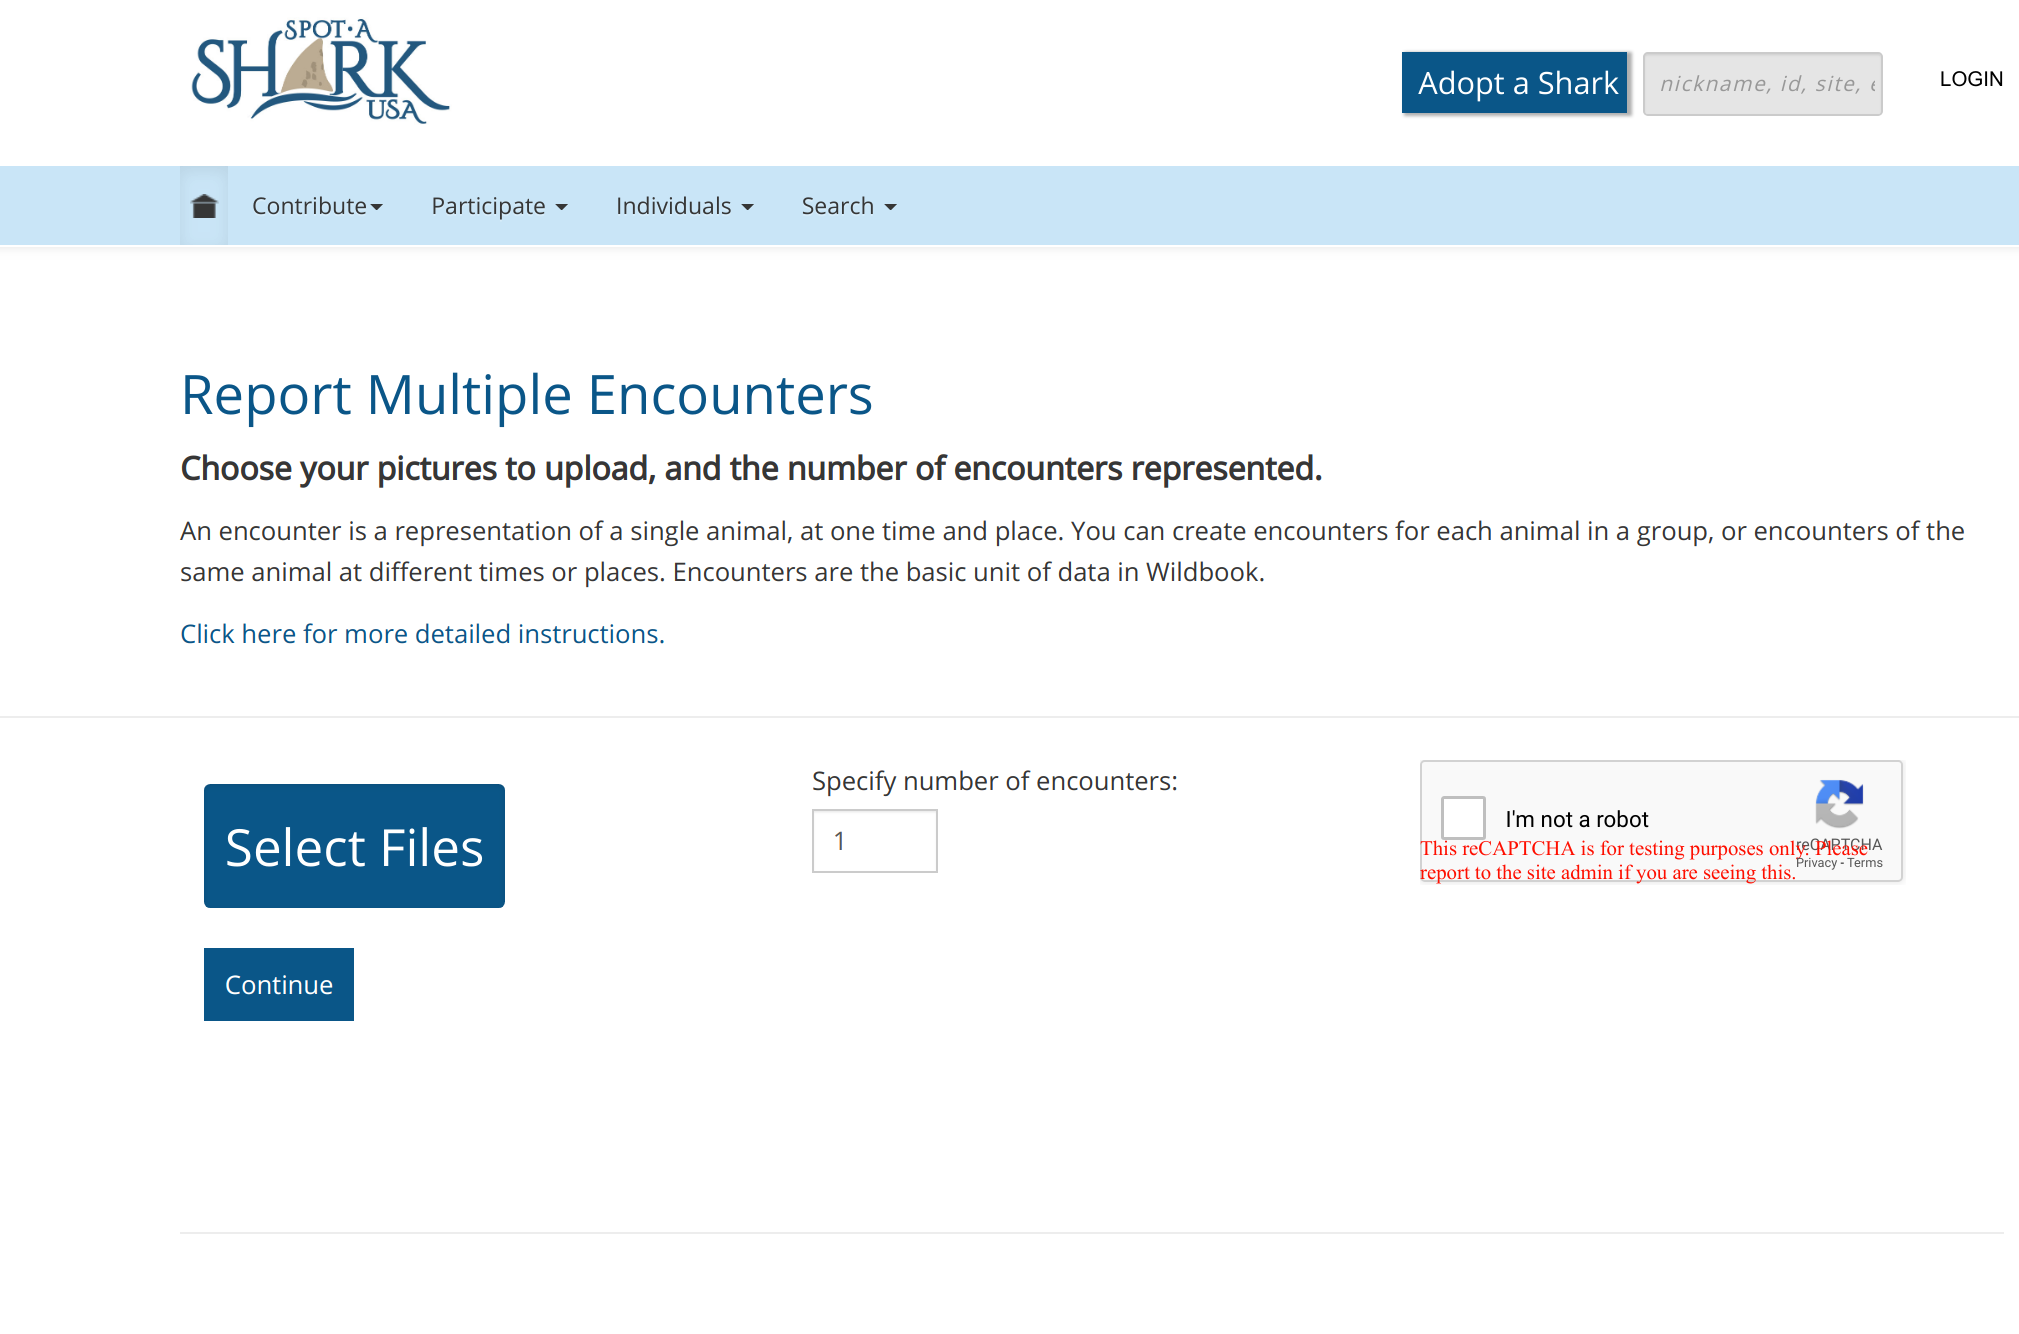 SPOT·A
SHARK
USA
Adopt a Shark
nickname, id, site, e
LOGIN
Contribute
Participate
Individuals
Search
Report Multiple Encounters
Choose your pictures to upload, and the number of encounters represented.
An encounter is a representation of a single animal, at one time and place. You can create encounters for each animal in a group, or encounters of the
same animal at different times or places. Encounters are the basic unit of data in Wildbook.
Click here for more detailed instructions.
Select Files
Specify number of encounters:
1
I'm not a robot
reCAPTCHA
Privacy - Terms
This reCAPTCHA is for testing purposes only. Please
report to the site admin if you are seeing this.
Continue